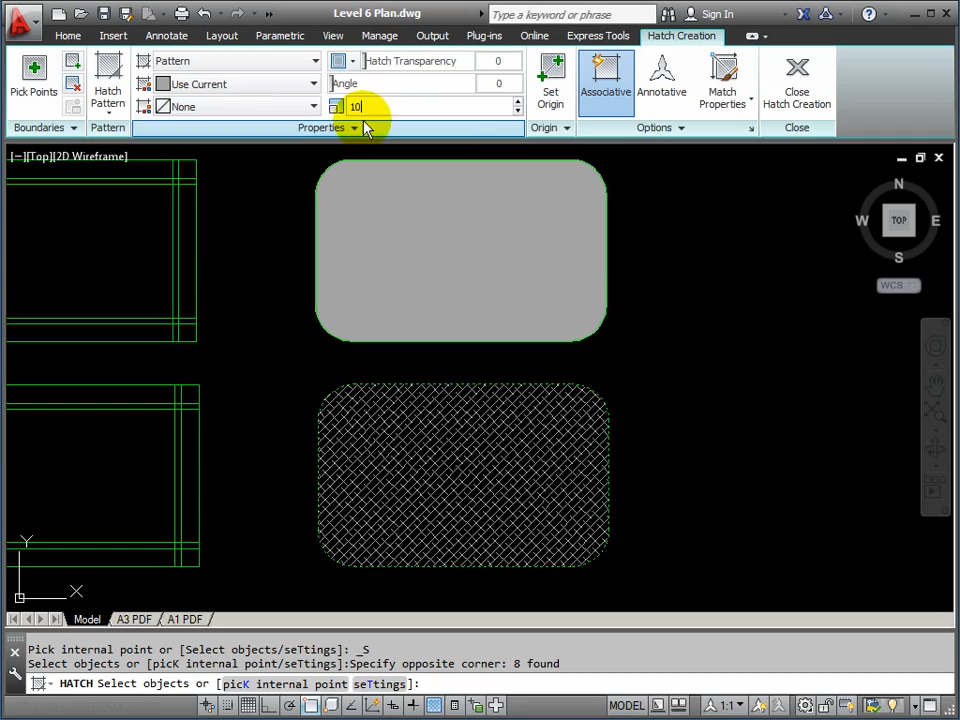 Level 6 Plan.dwg
Type a keyword or phrase
Sign In
Home Insert Annotate Layout Parametric View Manage Output Plug-ins Online Express Tools Hatch Creation
Pick Points
Hatch
Pattern
Pattern
Use Current
None
Hatch Transparency 0
Angle 0
10
Set
Origin
Associative
Annotative
Match
Properties
Close
Hatch Creation
Boundaries Pattern Properties Origin Options Close
[−][Top][2D Wireframe]
N
W TOP E
S
WCS
Y
X
Model A3 PDF A1 PDF
Pick internal point or [Select objects/seTtings]: _S
Select objects or [picK internal point/seTtings]:Specify opposite corner: 8 found
HATCH Select objects or [picK internal point seTtings]:
MODEL 1:1